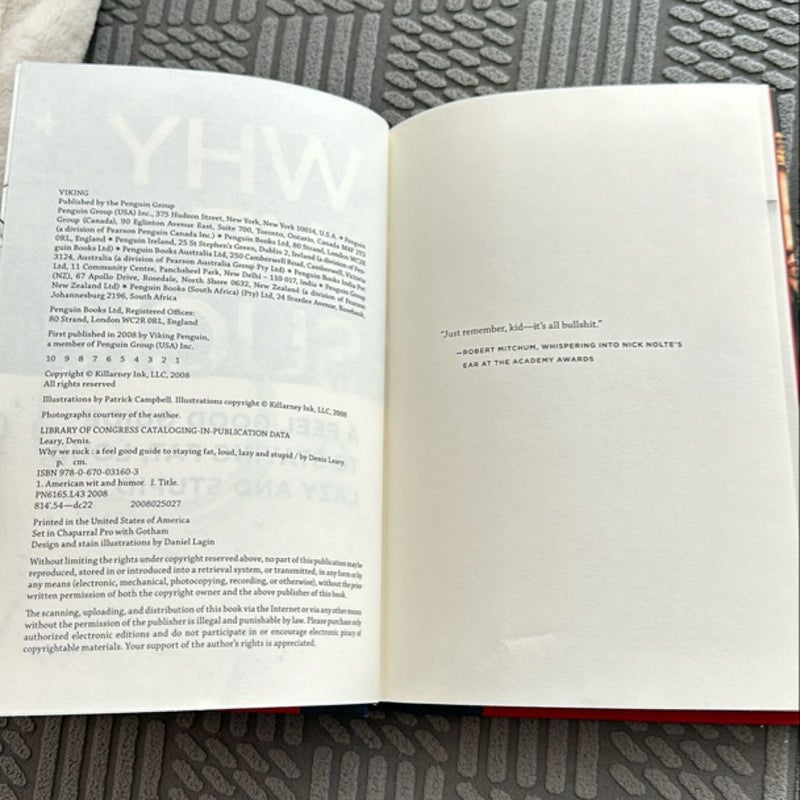 VIKING
Published by the Penguin Group
Penguin Group (USA) Inc., 375 Hudson Street, New York, New York 10014, U.S.A. • Penguin
Group (Canada), 90 Eglinton Avenue East, Suite 700, Toronto, Ontario, Canada M4P 2Y3
(a division of Pearson Penguin Canada Inc.) • Penguin Books Ltd, 80 Strand, London WC2R
0RL, England • Penguin Ireland, 25 St Stephen's Green, Dublin 2, Ireland (a division of Pen-
guin Books Ltd) • Penguin Books Australia Ltd, 250 Camberwell Road, Camberwell, Victoria
3124, Australia (a division of Pearson Australia Group Pty Ltd) • Penguin Books India Pvt
Ltd, 11 Community Centre, Panchsheel Park, New Delhi – 110 017, India • Penguin Group
(NZ), 67 Apollo Drive, Rosedale, North Shore 0632, New Zealand (a division of Pearson
New Zealand Ltd) • Penguin Books (South Africa) (Pty) Ltd, 24 Sturdee Avenue, Rosebank,
Johannesburg 2196, South Africa
Penguin Books Ltd, Registered Offices:
80 Strand, London WC2R 0RL, England
First published in 2008 by Viking Penguin,
a member of Penguin Group (USA) Inc.
10 9 8 7 6 5 4 3 2 1
Copyright © Killarney Ink, LLC, 2008
All rights reserved
Illustrations by Patrick Campbell. Illustrations copyright © Killarney Ink, LLC, 2008
Photographs courtesy of the author.
LIBRARY OF CONGRESS CATALOGING-IN-PUBLICATION DATA
Leary, Denis.
Why we suck : a feel good guide to staying fat, loud, lazy and stupid / by Denis Leary.
p. cm.
ISBN 978-0-670-03160-3
1. American wit and humor. I. Title.
PN6165.L43 2008
814'.54—dc22 2008025027
Printed in the United States of America
Set in Chaparral Pro with Gotham
Design and stain illustrations by Daniel Lagin
Without limiting the rights under copyright reserved above, no part of this publication may be
reproduced, stored in or introduced into a retrieval system, or transmitted, in any form or by
any means (electronic, mechanical, photocopying, recording, or otherwise), without the prior
written permission of both the copyright owner and the above publisher of this book.
The scanning, uploading, and distribution of this book via the Internet or via any other means
without the permission of the publisher is illegal and punishable by law. Please purchase only
authorized electronic editions and do not participate in or encourage electronic piracy of
copyrightable materials. Your support of the author's rights is appreciated.
"Just remember, kid—it's all bullshit."
—ROBERT MITCHUM, WHISPERING INTO NICK NOLTE'S
EAR AT THE ACADEMY AWARDS